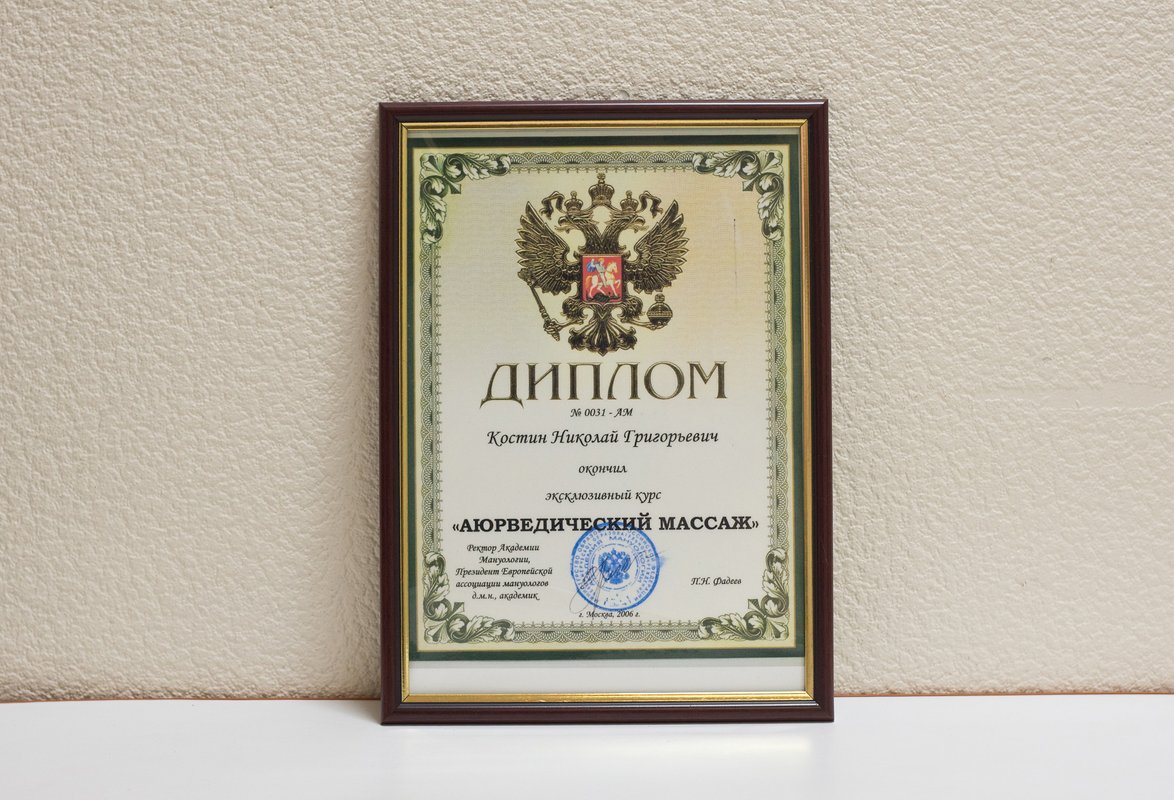 ДИПЛОМ
№ 0031 - АМ
Костин Николай Григорьевич
окончил
эксклюзивный курс
«АЮРВЕДИЧЕСКИЙ МАССАЖ»
Ректор Академии
Мануологии,
Президент Европейской
ассоциации мануологов
д.м.н., академик
П.Н. Фадеев
г. Москва, 2006 г.